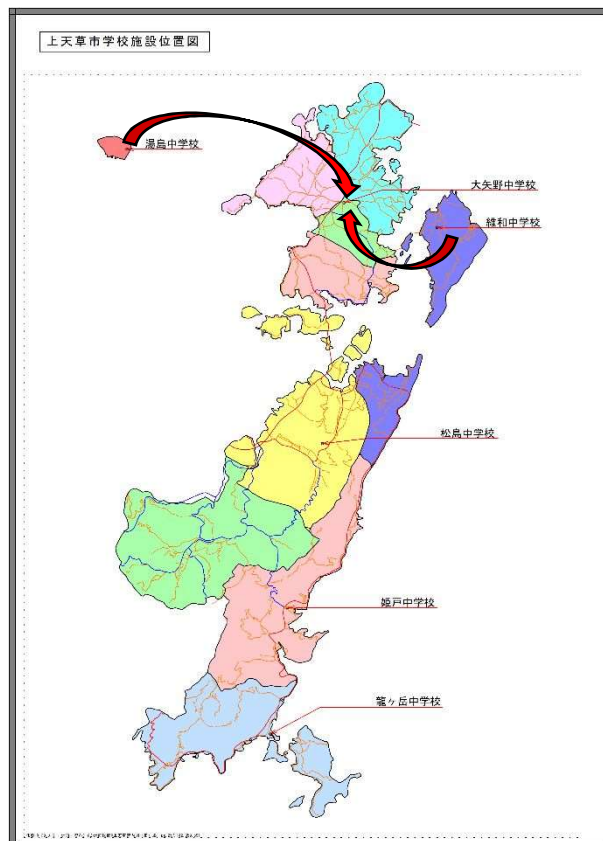 上天草市学校施設位置図
湯島中学校
大矢野中学校
維和中学校
松島中学校
姫戸中学校
龍ヶ岳中学校